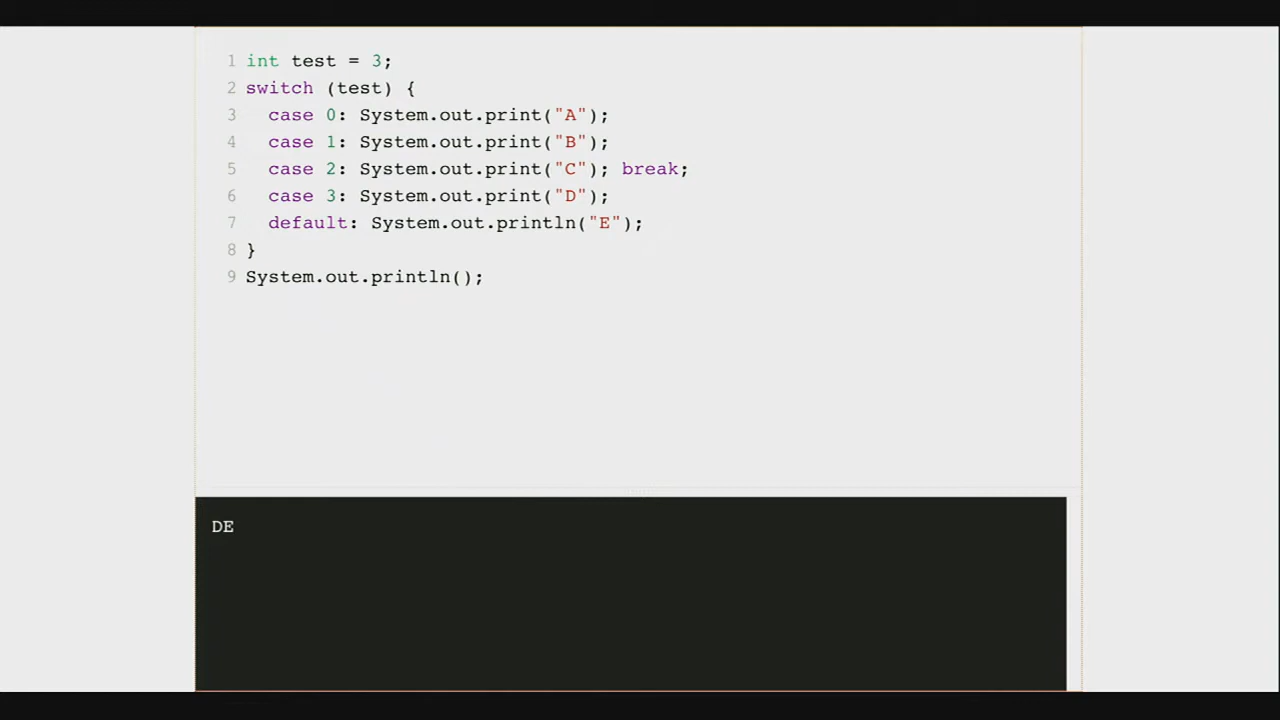 1 int test = 3;
2 switch (test) {
3   case 0: System.out.print("A");
4   case 1: System.out.print("B");
5   case 2: System.out.print("C"); break;
6   case 3: System.out.print("D");
7   default: System.out.println("E");
8 }
9 System.out.println();
DE